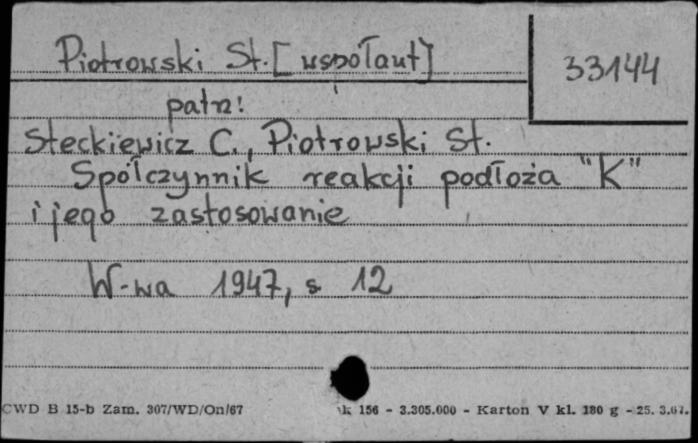 Piotrowski St. [współaut]
33144
patrz:
Steckiewicz C., Piotrowski St.
Spółczynnik reakcji podłoża "K"
i jego zastosowanie
W-wa 1947, s 12
CWD B 15-b Zam. 307/WD/On/67 156 - 3.305.000 - Karton V kl. 180 g - 25. 3.67.